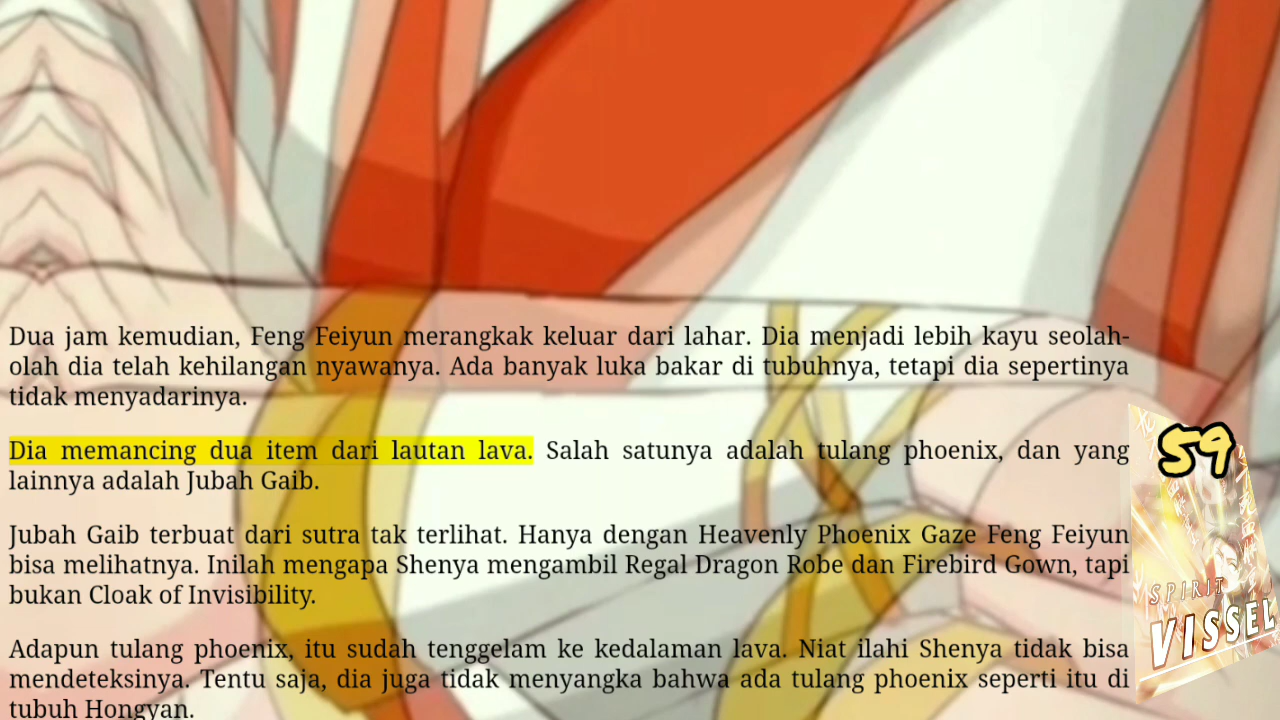 Dua jam kemudian, Feng Feiyun merangkak keluar dari lahar. Dia menjadi lebih kayu seolah-
olah dia telah kehilangan nyawanya. Ada banyak luka bakar di tubuhnya, tetapi dia sepertinya
tidak menyadarinya.
Dia memancing dua item dari lautan lava. Salah satunya adalah tulang phoenix, dan yang
lainnya adalah Jubah Gaib.
Jubah Gaib terbuat dari sutra tak terlihat. Hanya dengan Heavenly Phoenix Gaze Feng Feiyun
bisa melihatnya. Inilah mengapa Shenya mengambil Regal Dragon Robe dan Firebird Gown, tapi
bukan Cloak of Invisibility.
Adapun tulang phoenix, itu sudah tenggelam ke kedalaman lava. Niat ilahi Shenya tidak bisa
mendeteksinya. Tentu saja, dia juga tidak menyangka bahwa ada tulang phoenix seperti itu di
tubuh Hongyan.
59
SPIRIT
VISSEL